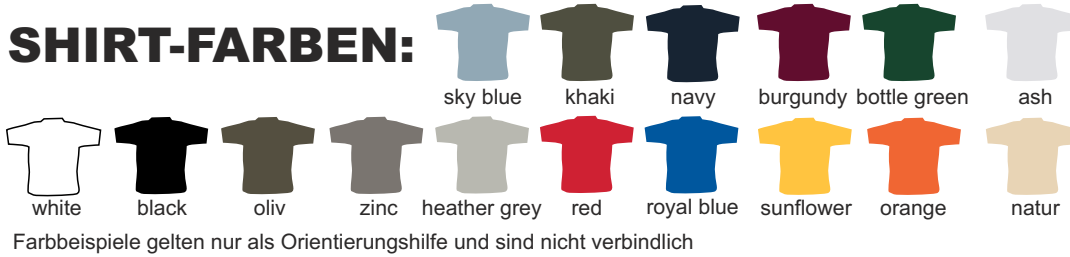 SHIRT-FARBEN:
sky blue khaki navy burgundy bottle green ash
white black oliv zinc heather grey red royal blue sunflower orange natur
Farbbeispiele gelten nur als Orientierungshilfe und sind nicht verbindlich